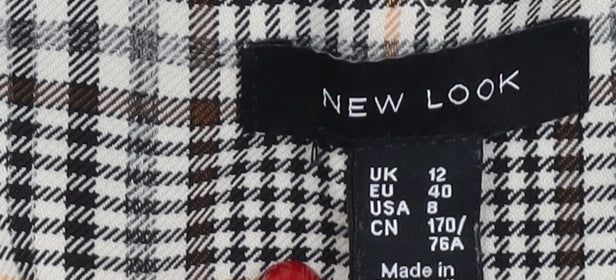 NEW LOOK
UK 12
EU 40
USA 8
CN 170/
76A
Made in